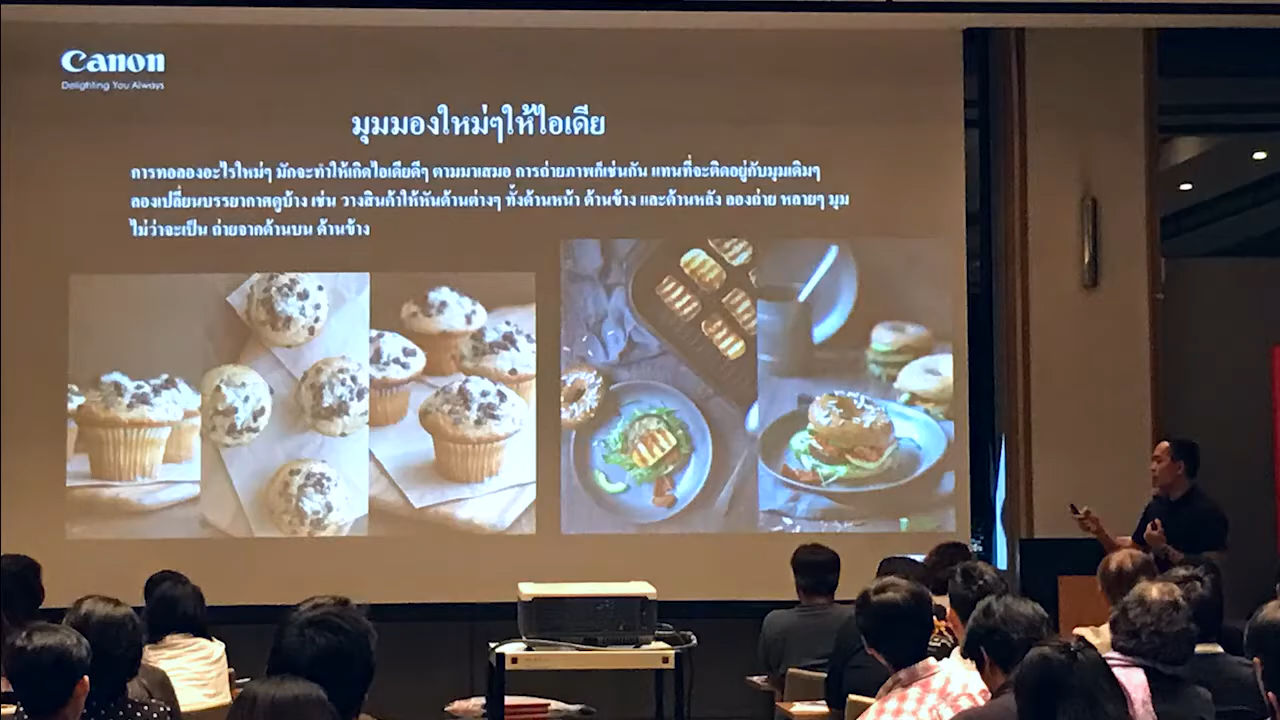 Canon
Delighting You Always
มุมมองใหม่ๆให้ไอเดีย
การทอลองอะไรใหม่ๆ มักจะทำให้เกิดไอเดียดีๆ ตามมาเสมอ การถ่ายภาพก็เช่นกัน แทนที่จะติดอยู่กับมุมเดิมๆ
ลองเปลี่ยนบรรยากาศดูบ้าง เช่น วางสินค้าให้หันด้านต่างๆ ทั้งด้านหน้า ด้านข้าง และด้านหลัง ลองถ่าย หลายๆ มุม
ไม่ว่าจะเป็น ถ่ายจากด้านบน ด้านข้าง